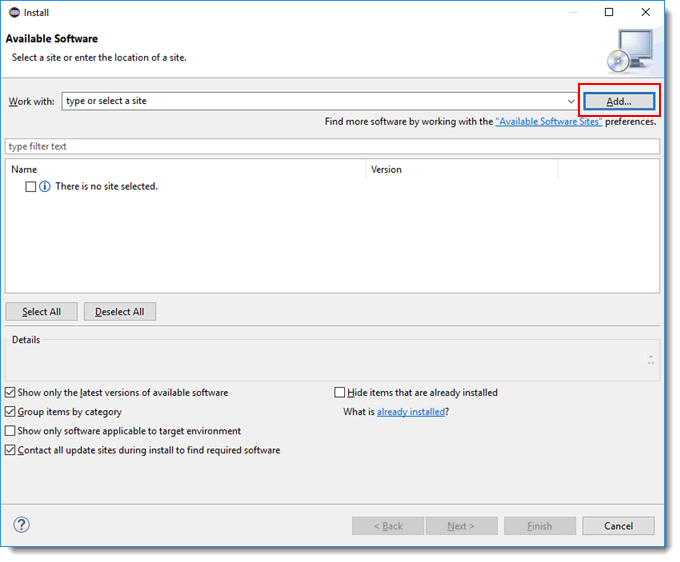 Install
Available Software
Select a site or enter the location of a site.
Work with: type or select a site Add...
Find more software by working with the "Available Software Sites" preferences.
type filter text
Name Version
There is no site selected.
Select All Deselect All
Details
Show only the latest versions of available software Hide items that are already installed
Group items by category What is already installed?
Show only software applicable to target environment
Contact all update sites during install to find required software
? < Back Next > Finish Cancel